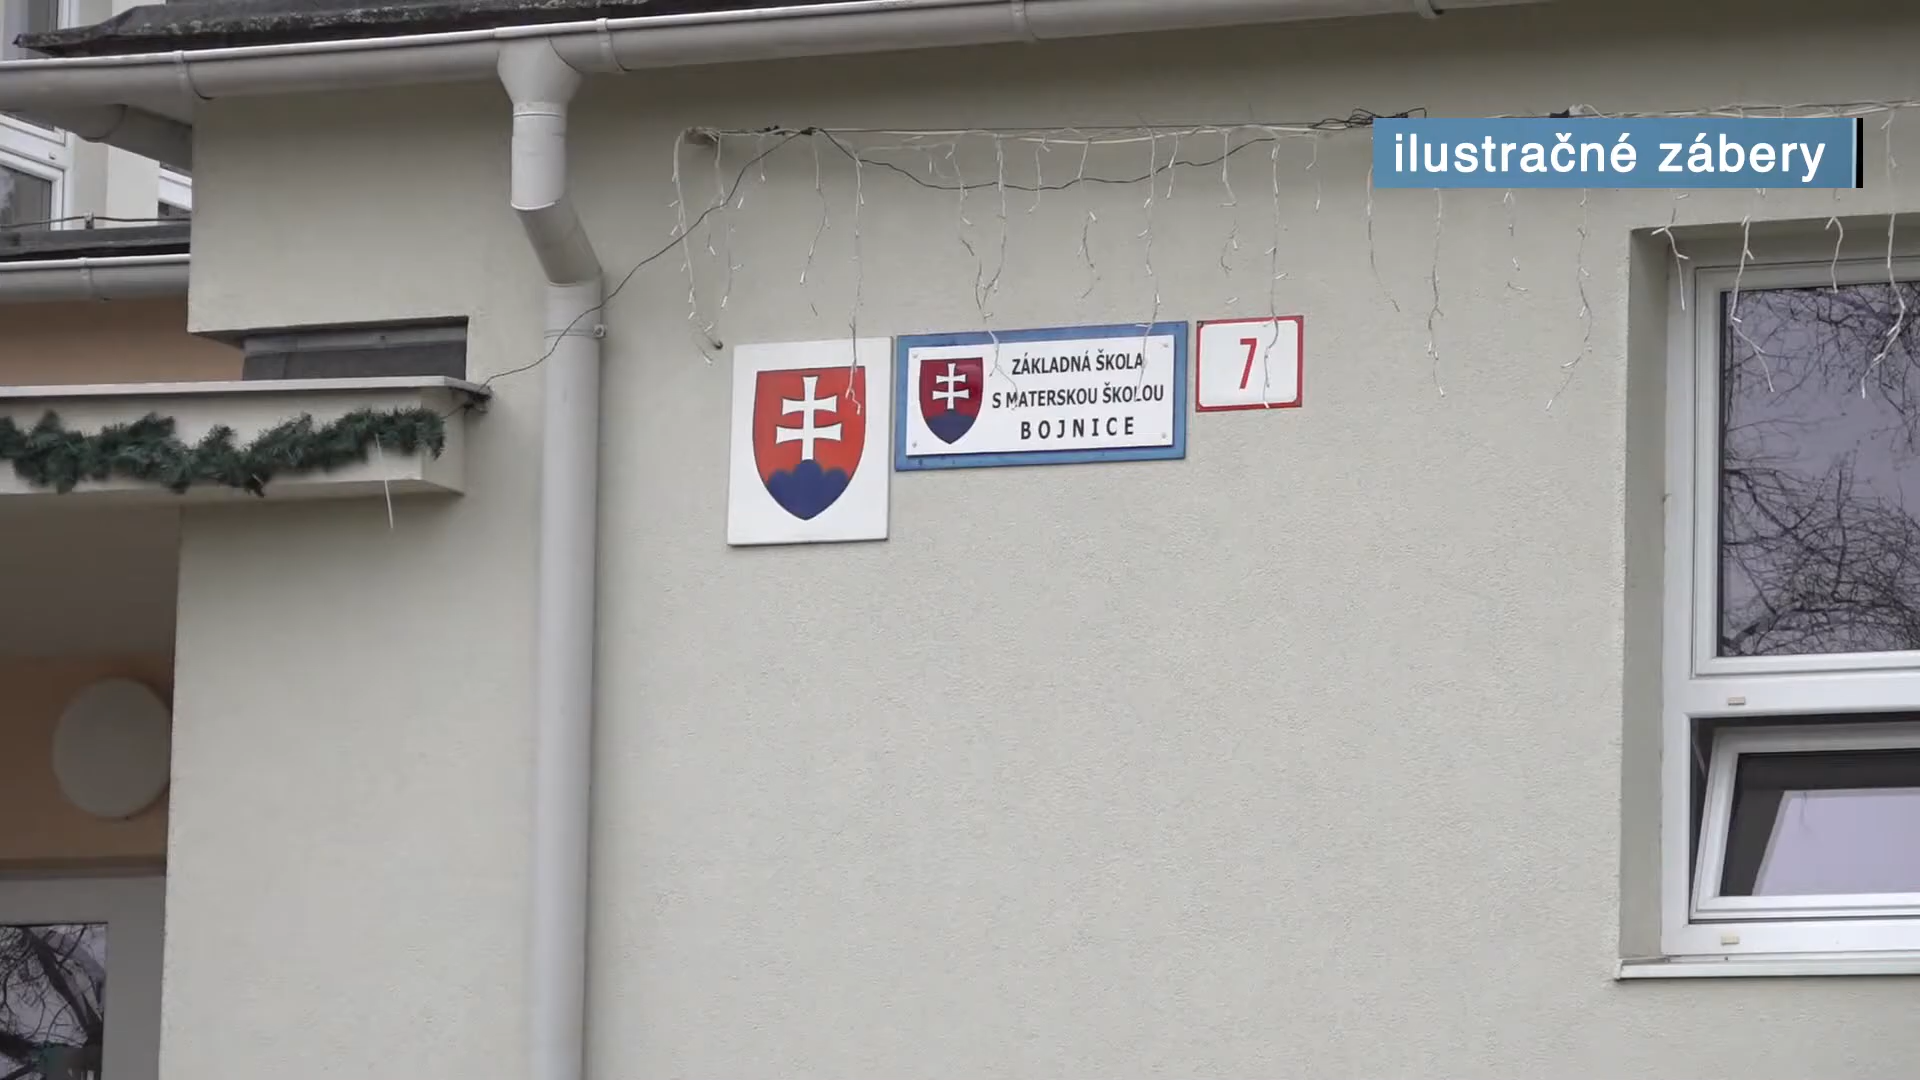 ilustračné zábery
ZÁKLADNÁ ŠKOLA
S MATERSKOU ŠKOLOU
BOJNICE
7